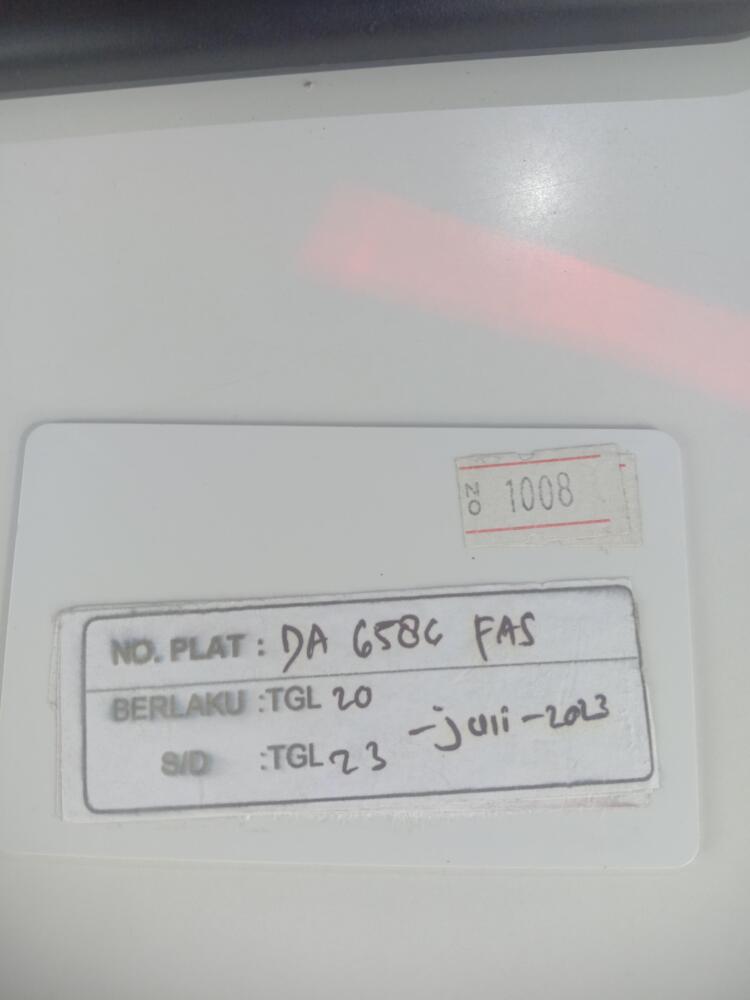 NO 1008
NO. PLAT : DA 6586 FAS
BERLAKU : TGL 20
S/D : TGL 23 - juli - 2023